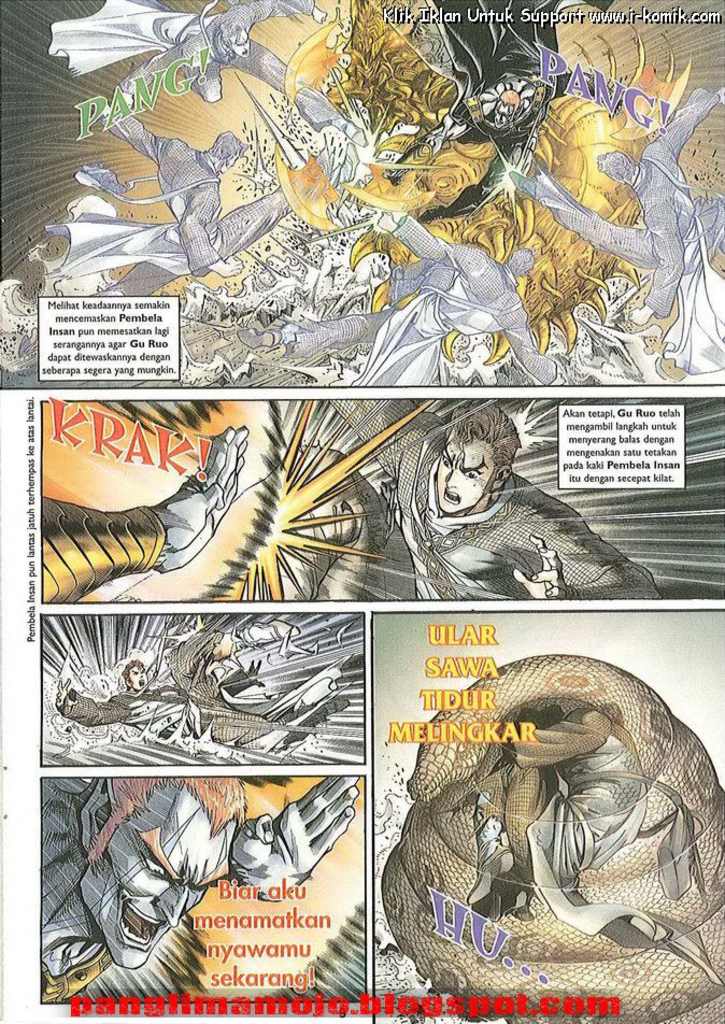 Klik Iklan Untuk Support www.i-komik.com
PANG!
PANG!
Melihat keadaannya semakin
mencemaskan Pembela
Insan pun memesatkan lagi
serangannya agar Gu Ruo
dapat ditewaskannya dengan
seberapa segera yang mungkin.
KRAK!
Akan tetapi, Gu Ruo telah
mengambil langkah untuk
menyerang balas dengan
mengenakan satu tetakan
pada kaki Pembela Insan
itu dengan secepat kilat.
Pembela Insan pun lantas jatuh terhempas ke atas lantai.
ULAR
SAWA
TIDUR
MELINGKAR
Biar aku
menamatkan
nyawamu
sekarang!
HU...
panglimamojo.blogspot.com